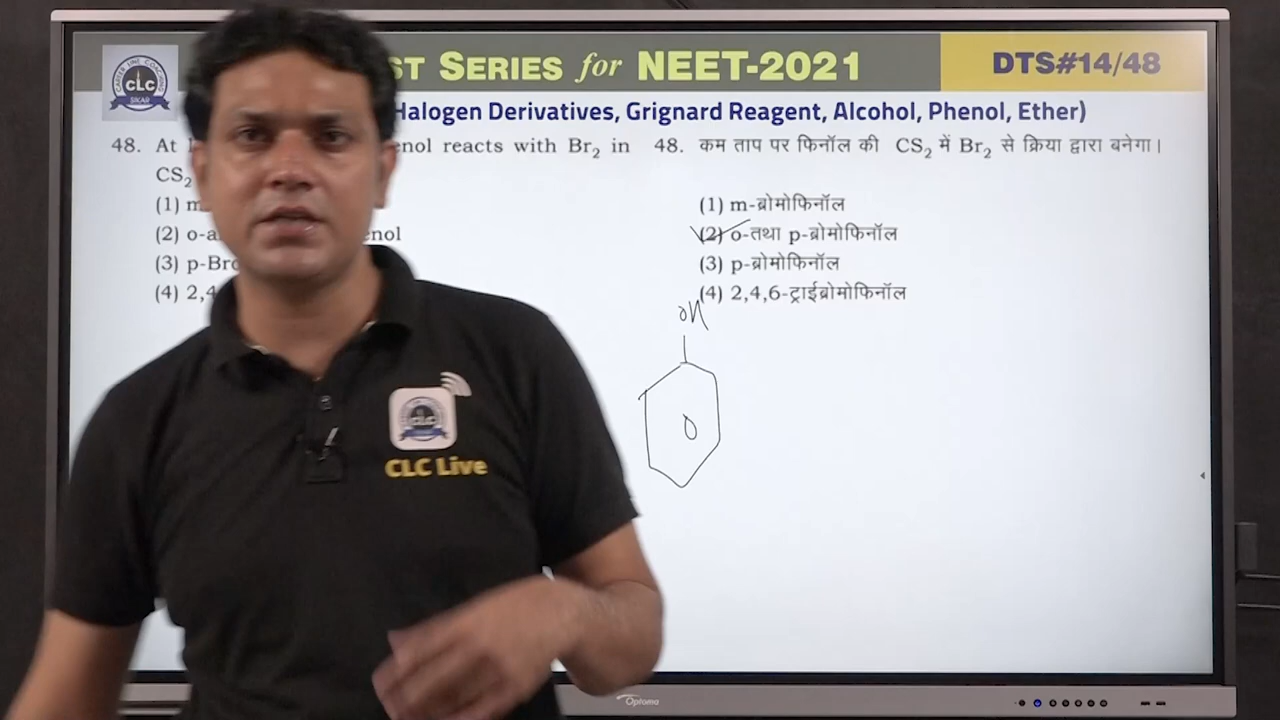 ST SERIES for NEET-2021
DTS#14/48
CLC
SIKAR
Halogen Derivatives, Grignard Reagent, Alcohol, Phenol, Ether)
48. At enol reacts with Br2 in
CS2
(1) m
(2) o-a enol
(3) p-Bro
(4) 2,4
48. कम ताप पर फिनॉल की CS2 में Br2 से क्रिया द्वारा बनेगा।
(1) m-ब्रोमोफिनॉल
(2) o-तथा p-ब्रोमोफिनॉल
(3) p-ब्रोमोफिनॉल
(4) 2,4,6-ट्राईब्रोमोफिनॉल
OH
CLC
CLC Live
Optoma